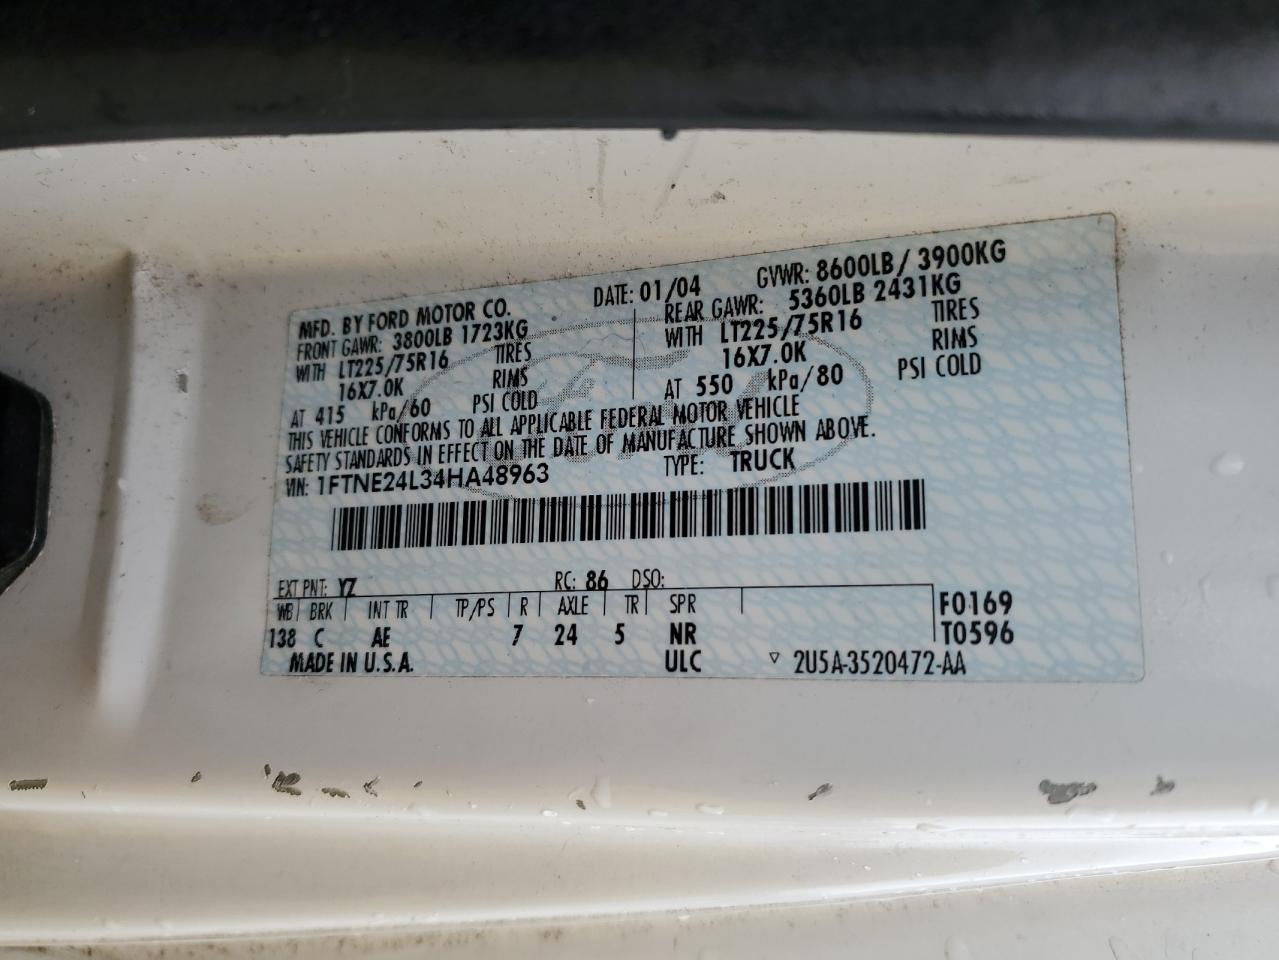 MFD. BY FORD MOTOR CO. DATE: 01/04 GVWR: 8600LB/3900KG
FRONT GAWR: 3800LB 1723KG REAR GAWR: 5360LB 2431KG
WITH LT225/75R16 TIRES WITH LT225/75R16 TIRES
16X7.0K RIMS 16X7.0K RIMS
AT 415 kPa/60 PSI COLD AT 550 kPa/80 PSI COLD
THIS VEHICLE CONFORMS TO ALL APPLICABLE FEDERAL MOTOR VEHICLE
SAFETY STANDARDS IN EFFECT ON THE DATE OF MANUFACTURE SHOWN ABOVE.
VIN: 1FTNE24L34HA48963 TYPE: TRUCK
EXT PNT: YZ RC: 86 DSO:
WB BRK INT TR TP/PS R AXLE TR SPR F0169
138 C AE 7 24 5 NR T0596
MADE IN U.S.A. ULC ▽ 2U5A-3520472-AA